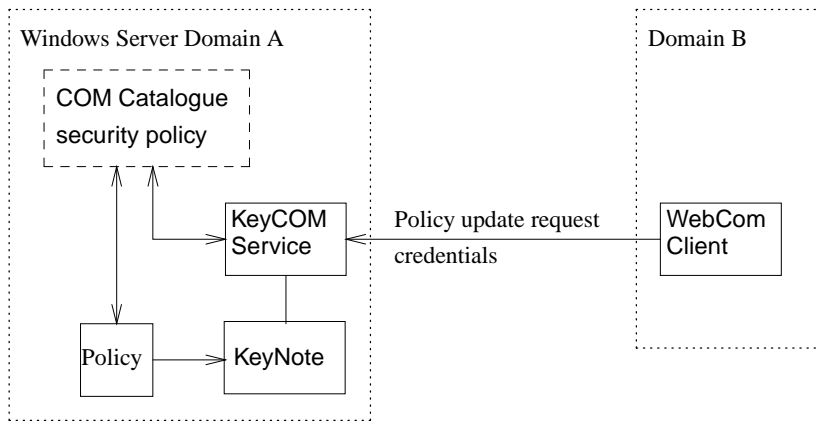 Windows Server Domain A
COM Catalogue
security policy
KeyCOM
Service
Policy
KeyNote
Policy update request
credentials
Domain B
WebCom
Client